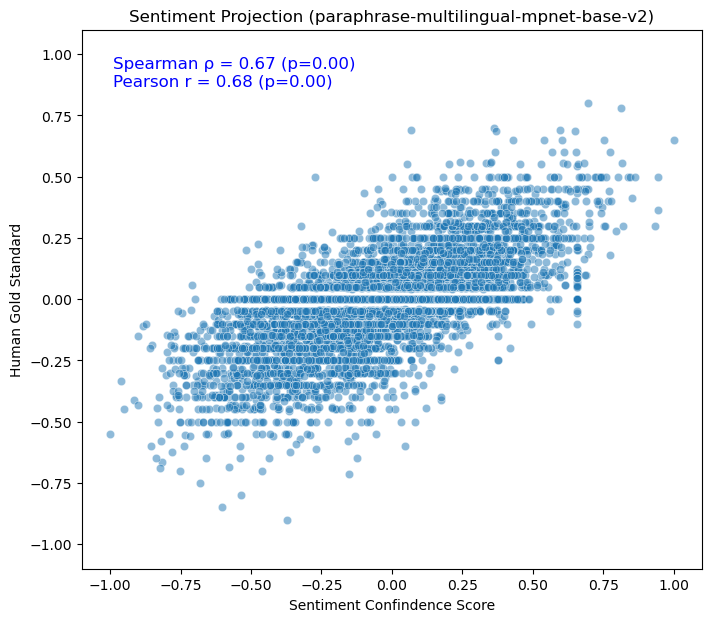 Sentiment Projection (paraphrase-multilingual-mpnet-base-v2)
Spearman ρ = 0.67 (p=0.00)
Pearson r = 0.68 (p=0.00)
Human Gold Standard
1.00
0.75
0.50
0.25
0.00
−0.25
−0.50
−0.75
−1.00
−1.00 −0.75 −0.50 −0.25 0.00 0.25 0.50 0.75 1.00
Sentiment Confindence Score